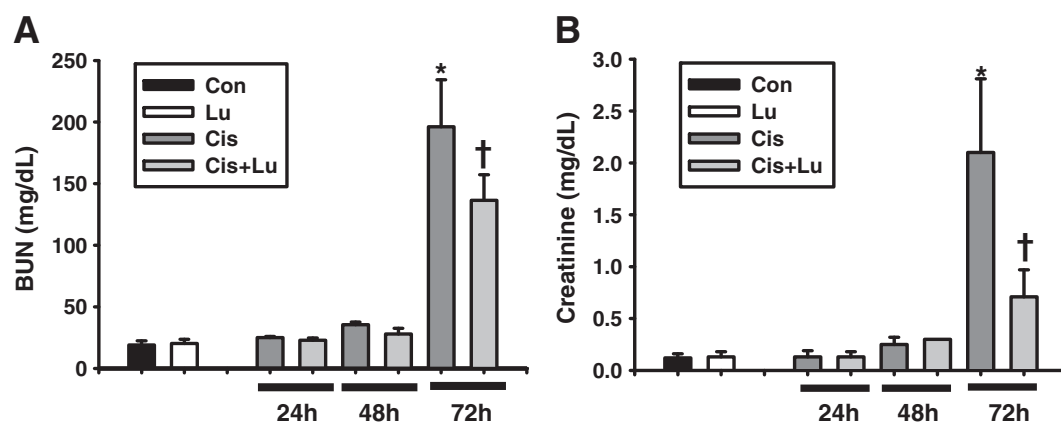 A
BUN (mg/dL)
250
200
150
100
50
0
Con
Lu
Cis
Cis+Lu
*
†
24h
48h
72h
B
Creatinine (mg/dL)
3.0
2.5
2.0
1.5
1.0
0.5
0.0
Con
Lu
Cis
Cis+Lu
*
†
24h
48h
72h